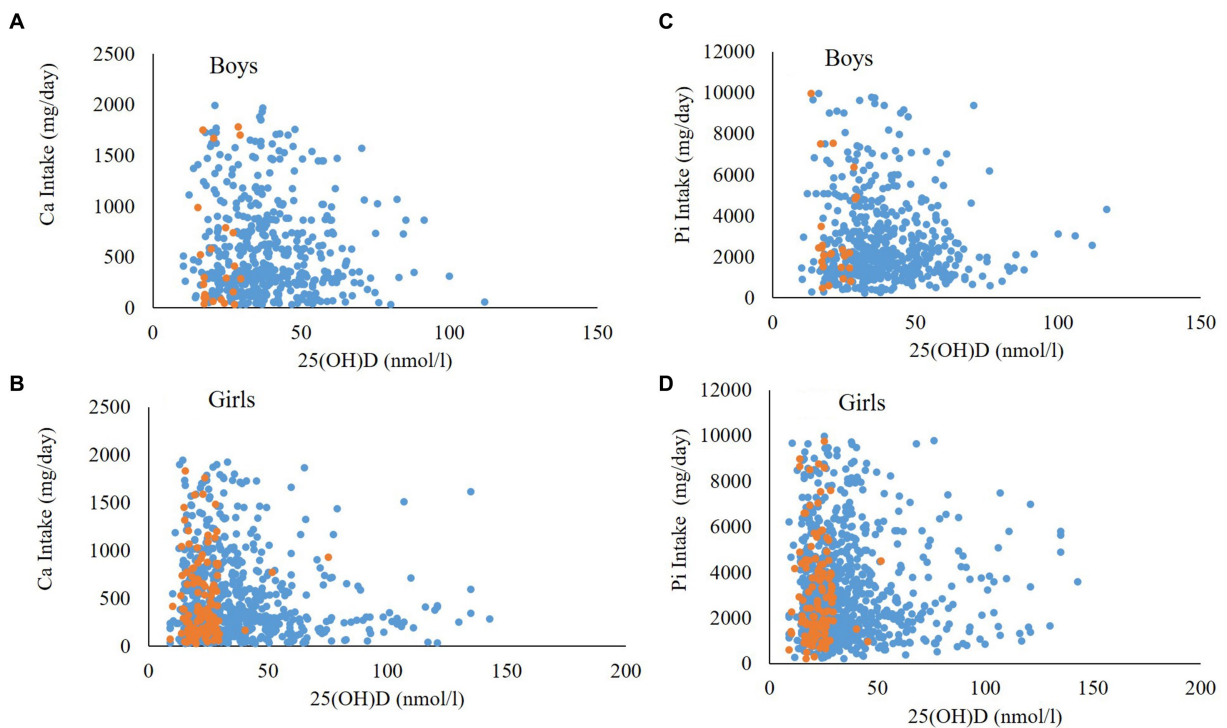 A
Ca Intake (mg/day)
2500
2000
1500
1000
500
0
Boys
0 50 100 150
25(OH)D (nmol/l)
C
Pi Intake (mg/day)
12000
10000
8000
6000
4000
2000
0
Boys
0 50 100 150
25(OH)D (nmol/l)
B
Ca Intake (mg/day)
2500
2000
1500
1000
500
0
Girls
0 50 100 150 200
25(OH)D (nmol/l)
D
Pi Intake (mg/day)
12000
10000
8000
6000
4000
2000
0
Girls
0 50 100 150 200
25(OH)D (nmol/l)